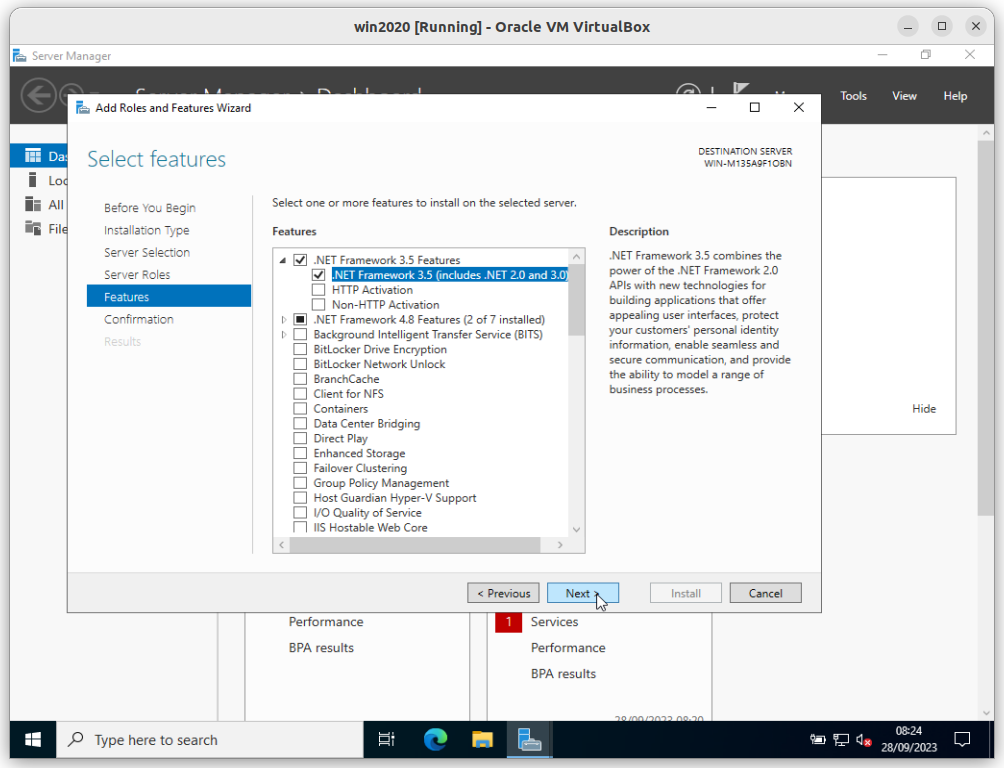 win2020 [Running] - Oracle VM VirtualBox
Server Manager
Tools View Help
Add Roles and Features Wizard
Select features
DESTINATION SERVER
WIN-M135A9F1OBN
Before You Begin
Installation Type
Server Selection
Server Roles
Features
Confirmation
Results
Select one or more features to install on the selected server.
Features
.NET Framework 3.5 Features
.NET Framework 3.5 (includes .NET 2.0 and 3.0)
HTTP Activation
Non-HTTP Activation
.NET Framework 4.8 Features (2 of 7 installed)
Background Intelligent Transfer Service (BITS)
BitLocker Drive Encryption
BitLocker Network Unlock
BranchCache
Client for NFS
Containers
Data Center Bridging
Direct Play
Enhanced Storage
Failover Clustering
Group Policy Management
Host Guardian Hyper-V Support
I/O Quality of Service
IIS Hostable Web Core
Description
.NET Framework 3.5 combines the
power of the .NET Framework 2.0
APIs with new technologies for
building applications that offer
appealing user interfaces, protect
your customers' personal identity
information, enable seamless and
secure communication, and provide
the ability to model a range of
business processes.
< Previous
Next >
Install
Cancel
Das
Loc
All
File
Hide
Performance
BPA results
1 Services
Performance
BPA results
28/09/2023 08:20
Type here to search
08:24
28/09/2023